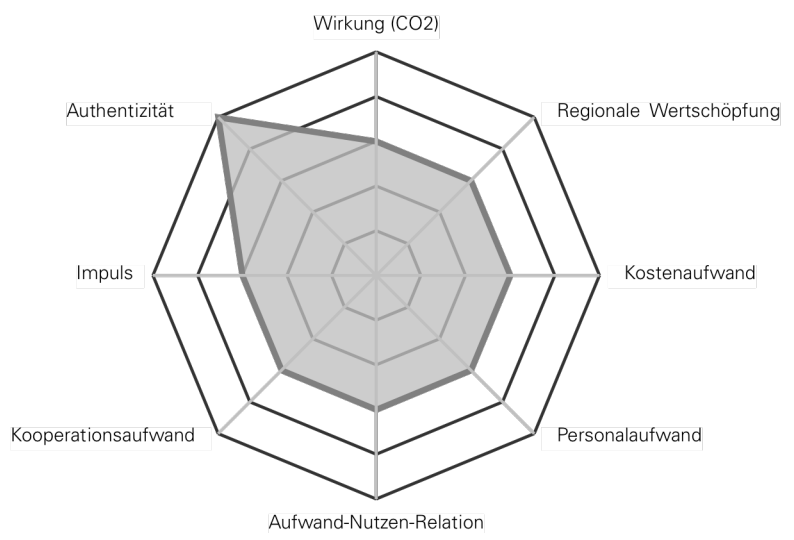 Wirkung (CO2)
Authentizität
Regionale Wertschöpfung
Impuls
Kostenaufwand
Kooperationsaufwand
Personalaufwand
Aufwand-Nutzen-Relation